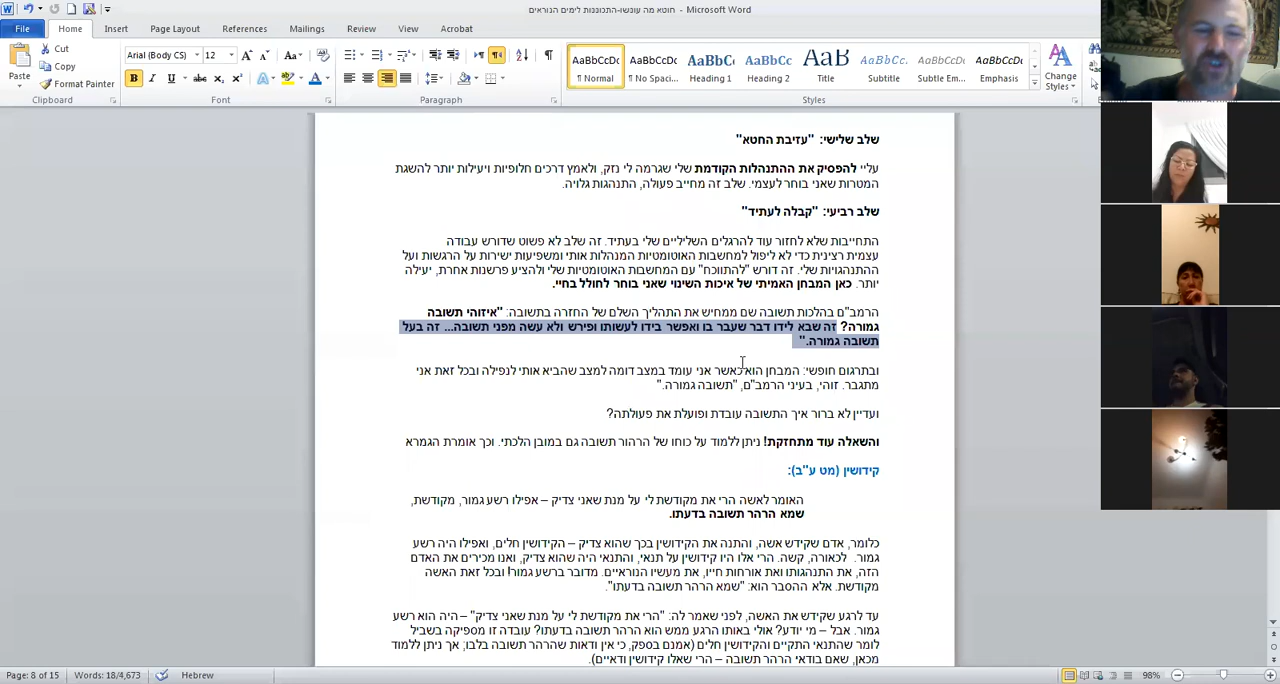 חוטא מה עונשו-התכוננות לימים הנוראים - Microsoft Word
File Home Insert Page Layout References Mailings Review View Acrobat
Paste
Cut
Copy
Format Painter
Clipboard
Arial (Body CS) 12
Font
Paragraph
AaBbCcDc AaBbCcDc AaBbC AaBbCc AaB AaBbCc. AaBbCcDc AaBbCcDc
¶ Normal ¶ No Spaci... Heading 1 Heading 2 Title Subtitle Subtle Em... Emphasis
Change Styles
Styles
שלב שלישי: "עזיבת החטא"
עליי להפסיק את ההתנהלות הקודמת שלי שגרמה לי נזק, ולאמץ דרכים חלופיות ויעילות יותר להשגת
המטרות שאני בוחר לעצמי. שלב זה מחייב פעולה, התנהגות גלויה.
שלב רביעי: "קבלה לעתיד"
התחייבות שלא לחזור עוד להרגלים השליליים שלי בעתיד. זה שלב לא פשוט שדורש עבודה
עצמית רצינית כדי לא ליפול למחשבות האוטומטיות המנהלות אותי ומשפיעות ישירות על הרגשות ועל
ההתנהגויות שלי. זה דורש "להתווכח" עם המחשבות האוטומטיות שלי ולהציע פרשנות אחרת, יעילה
יותר. כאן המבחן האמיתי של איכות השינוי שאני בוחר לחולל בחיי.
הרמב"ם בהלכות תשובה שם ממחיש את התהליך השלם של החזרה בתשובה: "איזוהי תשובה
גמורה? זה שבא לידו דבר שעבר בו ואפשר בידו לעשותו ופירש ולא עשה מפני תשובה... זה בעל
תשובה גמורה."
ובתרגום חופשי: המבחן הוא כאשר אני עומד במצב דומה למצב שהביא אותי לנפילה ובכל זאת אני
מתגבר. זוהי, בעיני הרמב"ם, "תשובה גמורה."
ועדיין לא ברור איך התשובה עובדת ופועלת את פעולתה?
והשאלה עוד מתחזקת! ניתן ללמוד על כוחו של הרהור תשובה גם במובן הלכתי. וכך אומרת הגמרא
קידושין (מט ע"ב):
האומר לאשה הרי את מקודשת לי על מנת שאני צדיק – אפילו רשע גמור, מקודשת,
שמא הרהר תשובה בדעתו.
כלומר, אדם שקידש אשה, והתנה את הקידושין בכך שהוא צדיק – הקידושין חלים, ואפילו היה רשע
גמור. לכאורה, קשה. הרי אלו היו קידושין על תנאי, והתנאי היה שהוא צדיק, ואנו מכירים את האדם
הזה, את התנהגותו ואת אורחות חייו, את מעשיו הנוראיים. מדובר ברשע גמור! ובכל זאת האשה
מקודשת. אלא ההסבר הוא: "שמא הרהר תשובה בדעתו".
עד לרגע שקידש את האשה, לפני שאמר לה: "הרי את מקודשת לי על מנת שאני צדיק" – היה הוא רשע
גמור. אבל – מי יודע? אולי באותו הרגע ממש הוא הרהר תשובה בדעתו? עובדה זו מספיקה בשביל
לומר שהתנאי התקיים והקידושין חלים (אמנם בספק, כי אין ודאות שהרהר תשובה בלבו; אך ניתן ללמוד
מכאן, שאם בודאי הרהר תשובה – הרי שאלו קידושין ודאיים).
Page: 8 of 15 Words: 18/4,673 Hebrew 98%